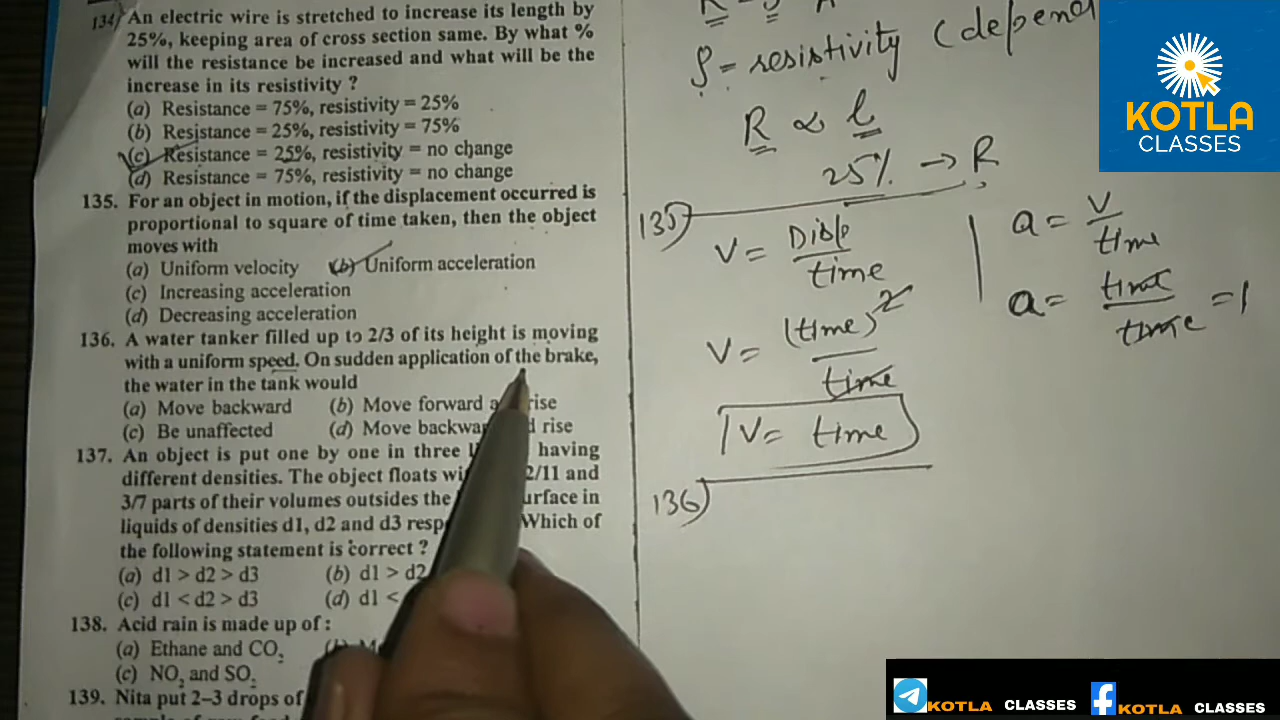 134. An electric wire is stretched to increase its length by
25%, keeping area of cross section same. By what %
will the resistance be increased and what will be the
increase in its resistivity ?
(a) Resistance = 75%, resistivity = 25%
(b) Resistance = 25%, resistivity = 75%
(c) Resistance = 25%, resistivity = no change
(d) Resistance = 75%, resistivity = no change
135. For an object in motion, if the displacement occurred is
proportional to square of time taken, then the object
moves with
(a) Uniform velocity (b) Uniform acceleration
(c) Increasing acceleration
(d) Decreasing acceleration
136. A water tanker filled up to 2/3 of its height is moving
with a uniform speed. On sudden application of the brake,
the water in the tank would
(a) Move backward (b) Move forward rise
(c) Be unaffected (d) Move rise
137. An object is put one by one in three having
different densities. The object floats 2/11 and
3/7 parts of their volumes outsides the in
liquids of densities d1, d2 and d3 Which of
the following statement is correct ?
(a) d1 > d2 > d3 (b) d1 > d2
(c) d1 < d2 > d3 (d) d1 <
138. Acid rain is made up of :
(a) Ethane and CO2
(c) NO2 and SO2
139. Nita put 2–3 drops of
ρ = resistivity (depend
R ∝ l
25% → R
135)
V = Disp/time
V = (time)²/time
V = time
a = V/time
a = time/time = 1
136)
KOTLA
CLASSES
KOTLA CLASSES
KOTLA CLASSES